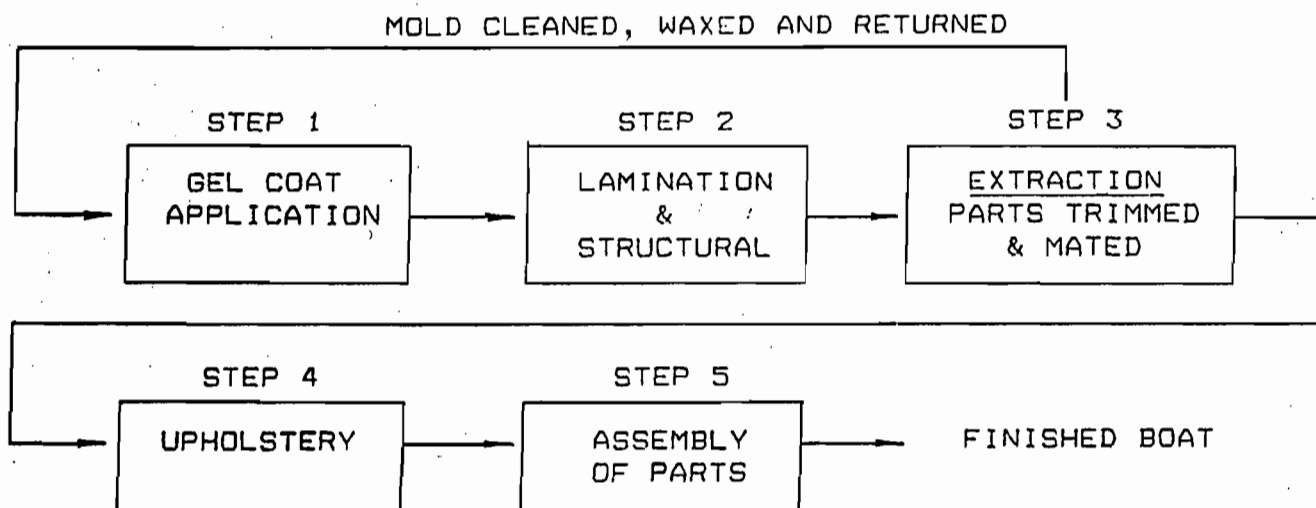 MOLD CLEANED, WAXED AND RETURNED
STEP 1
GEL COAT
APPLICATION
STEP 2
LAMINATION
&
STRUCTURAL
STEP 3
EXTRACTION
PARTS TRIMMED
& MATED
STEP 4
UPHOLSTERY
STEP 5
ASSEMBLY
OF PARTS
FINISHED BOAT